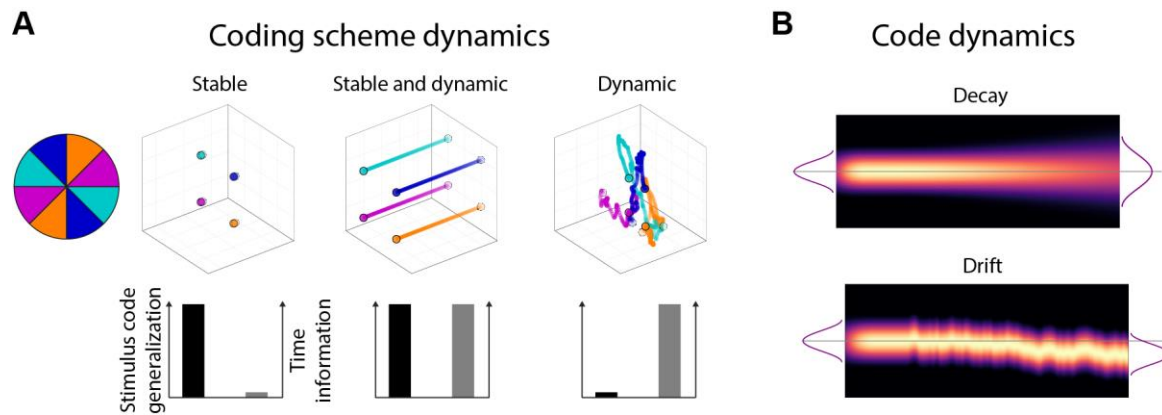 A
Coding scheme dynamics
Stable
Stable and dynamic
Dynamic
Stimulus code
generalization
Time
information
B
Code dynamics
Decay
Drift